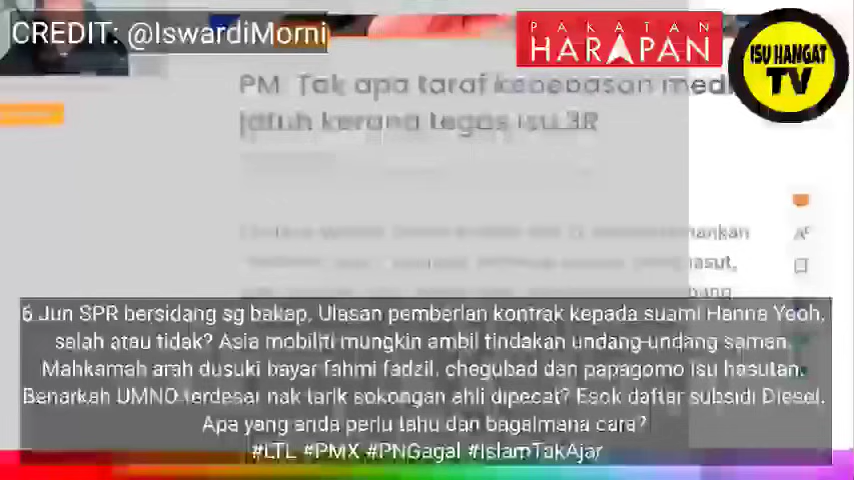 CREDIT: @IswardiMorni
PAKATAN
HARAPAN
ISU HANGAT
TV
PM: Tak apa taraf kebebasan medi
jatuh kerana tegas isu 3R
6 Jun SPR bersidang sg bakap, Ulasan pemberian kontrak kepada suami Hanna Yeoh,
salah atau tidak? Asia mobiliti mungkin ambil tindakan undang-undang saman.
Mahkamah arah dusuki bayar fahmi fadzil, chegubad dan papagomo isu hasutan.
Benarkah UMNO terdesar nak tarik sokongan ahli dipecat? Esok daftar subsidi Diesel.
Apa yang anda perlu tahu dan bagaimana cara?
#LTL #PMX #PNGagal #IslamTakAjar